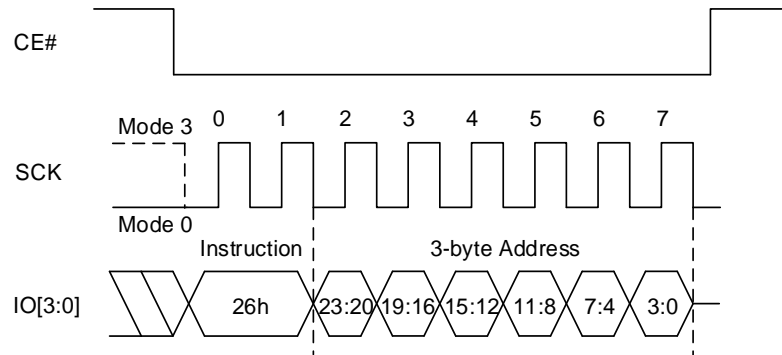 CE#
Mode 3 0 1 2 3 4 5 6 7
SCK
Mode 0
Instruction 3-byte Address
IO[3:0] 26h 23:20 19:16 15:12 11:8 7:4 3:0